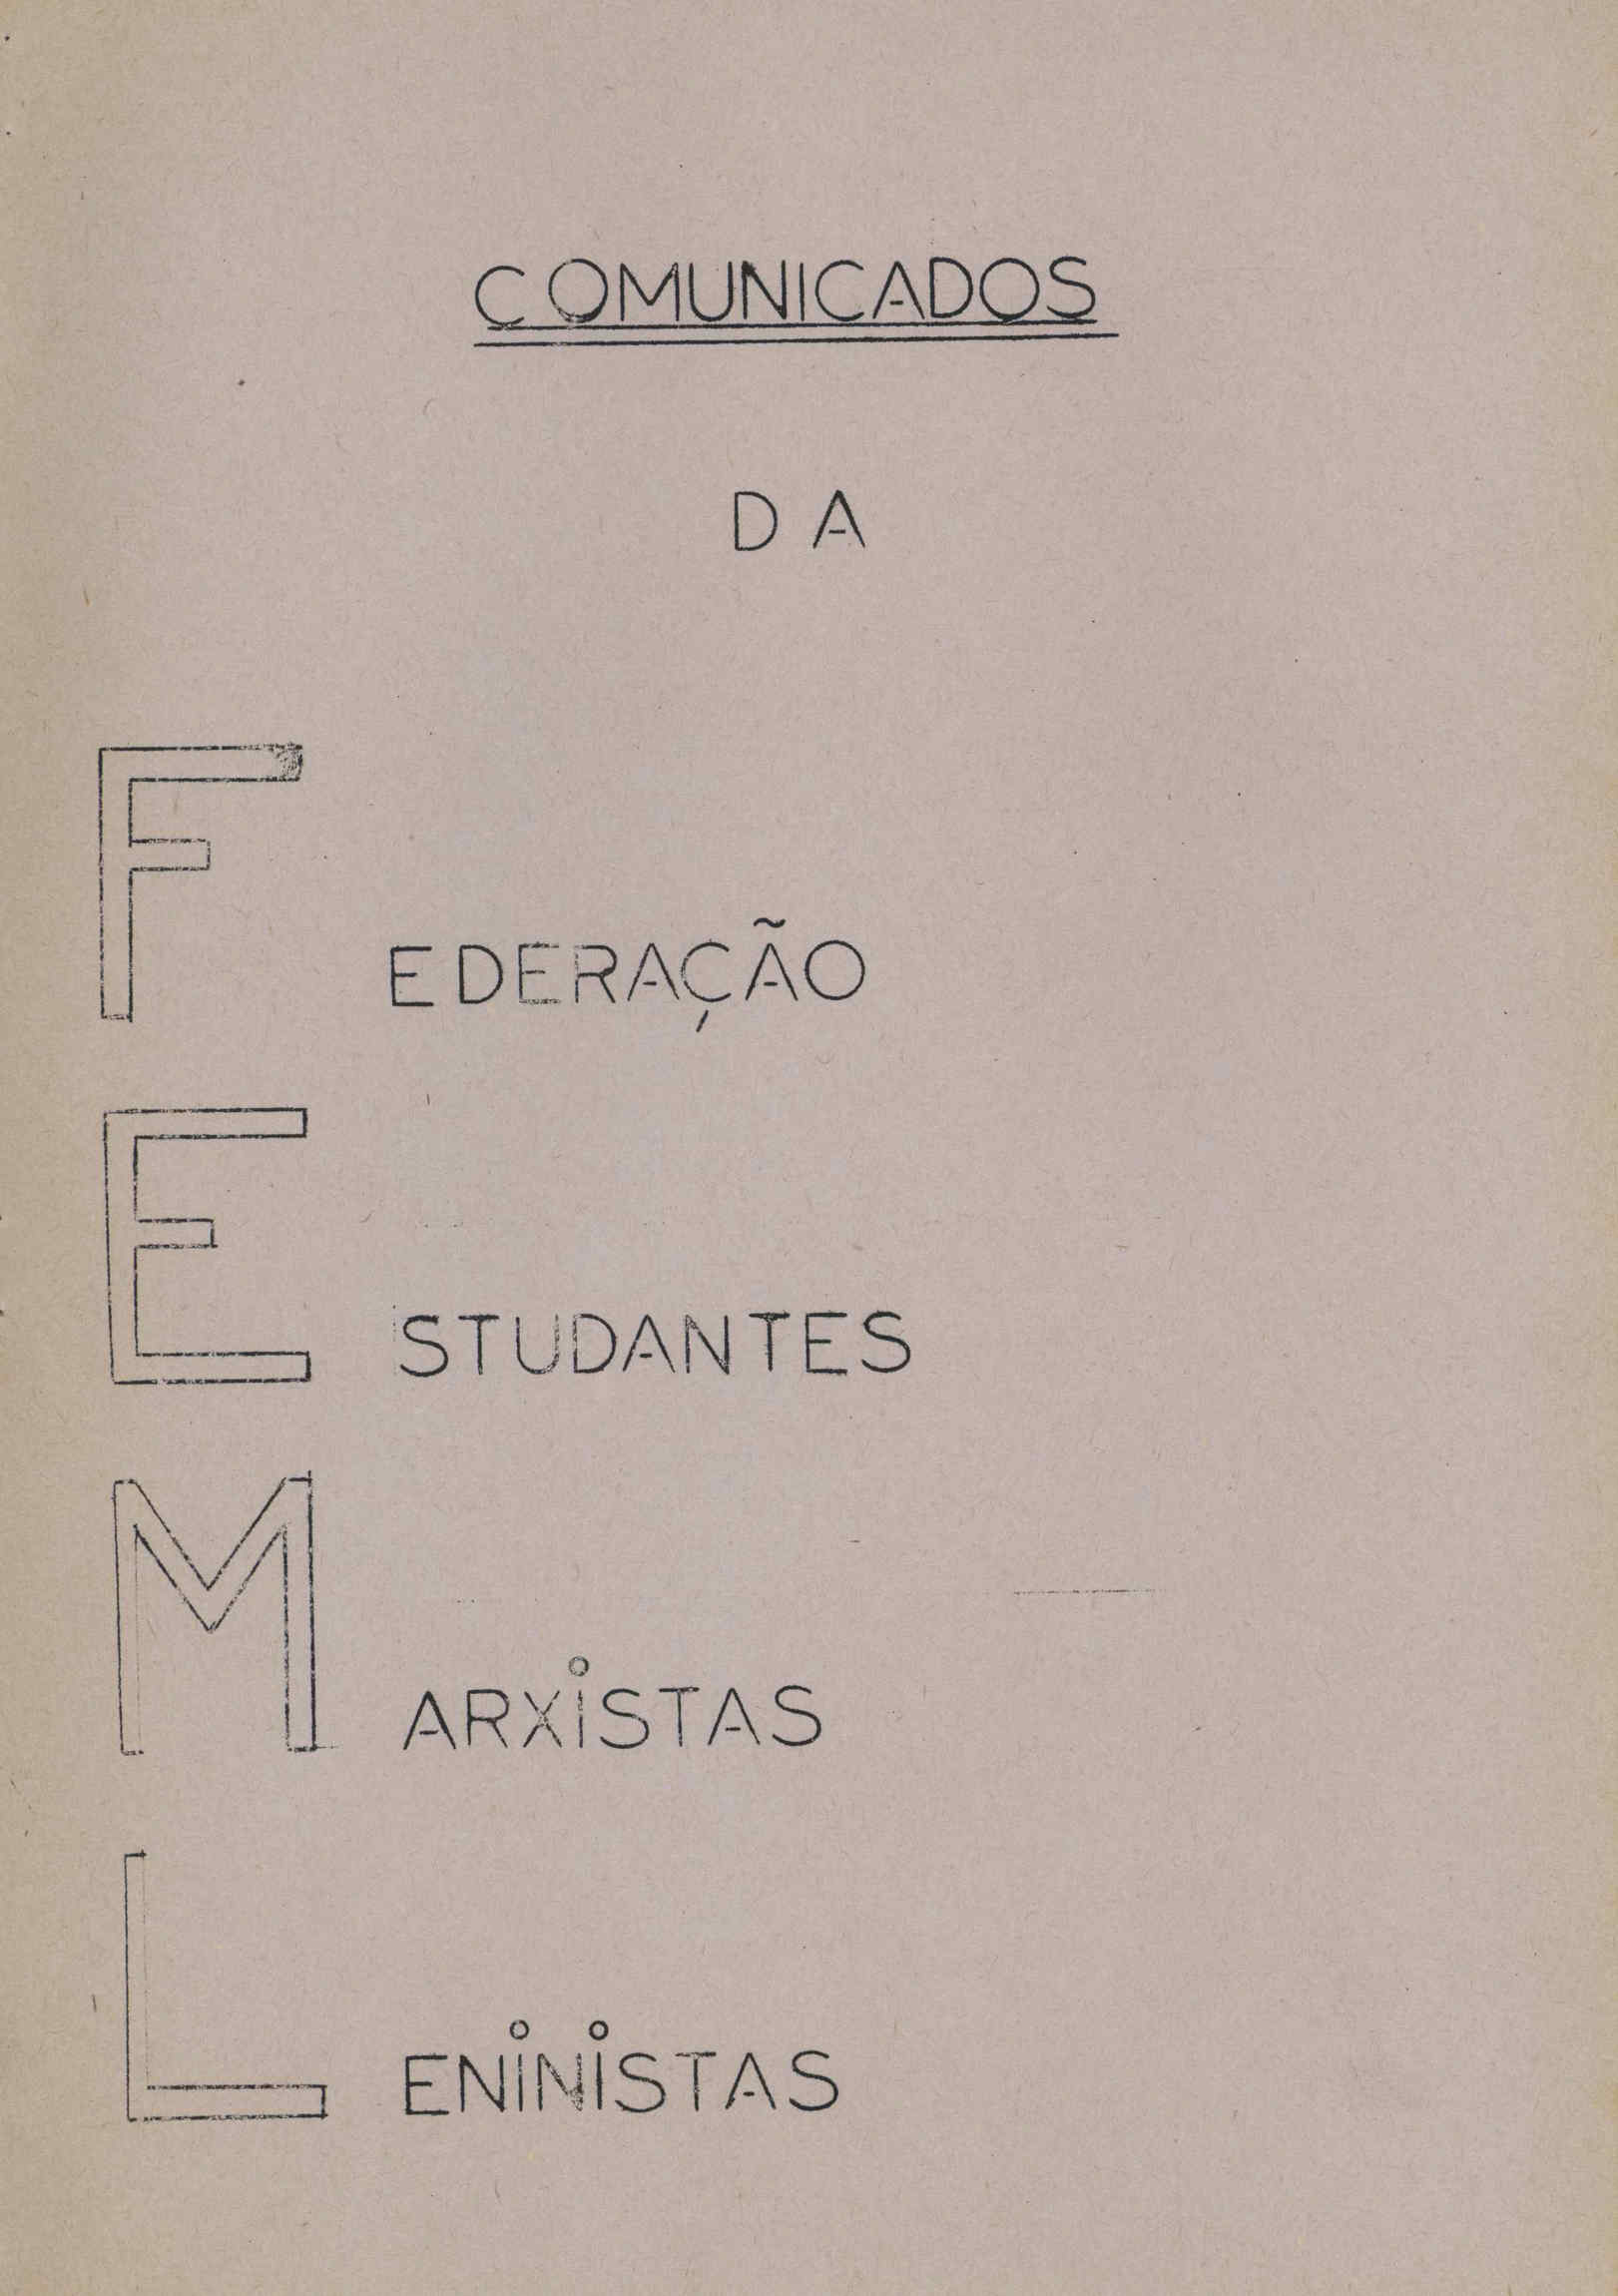 COMUNICADOS
DA
FEDERAÇÃO
ESTUDANTES
MARXiSTAS
LENiNiSTAS